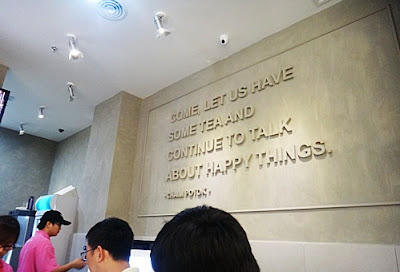 COME, LET US HAVE
SOME TEA AND
CONTINUE TO TALK
ABOUT HAPPY THINGS.
- CHAIM POTOK -